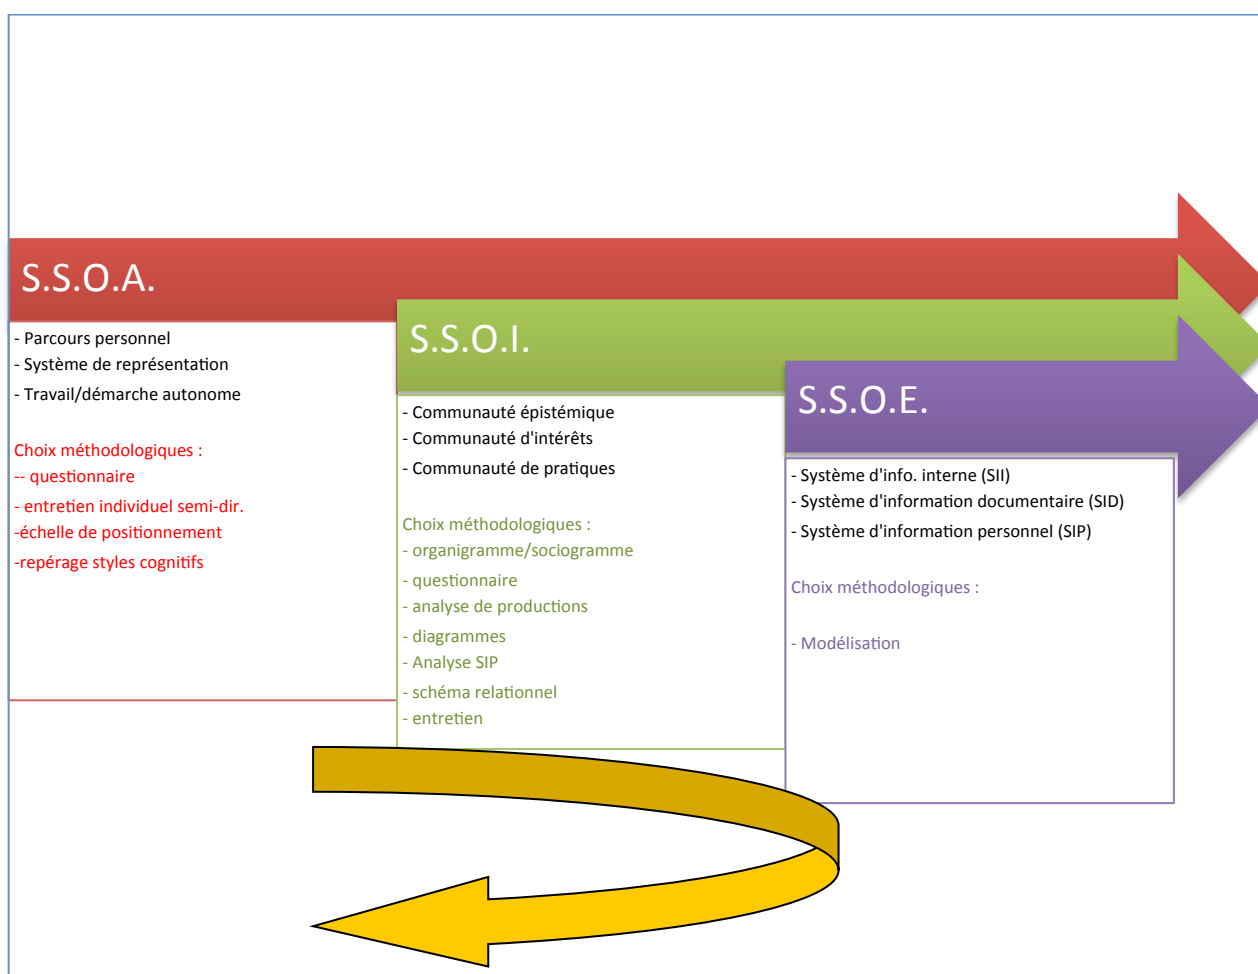 S.S.O.A.
- Parcours personnel
- Système de représentation
- Travail/démarche autonome
Choix méthodologiques :
-- questionnaire
- entretien individuel semi-dir.
-échelle de positionnement
-repérage styles cognitifs
S.S.O.I.
- Communauté épistémique
- Communauté d'intérêts
- Communauté de pratiques
Choix méthodologiques :
- organigramme/sociogramme
- questionnaire
- analyse de productions
- diagrammes
- Analyse SIP
- schéma relationnel
- entretien
S.S.O.E.
- Système d'info. interne (SII)
- Système d'information documentaire (SID)
- Système d'information personnel (SIP)
Choix méthodologiques :
- Modélisation